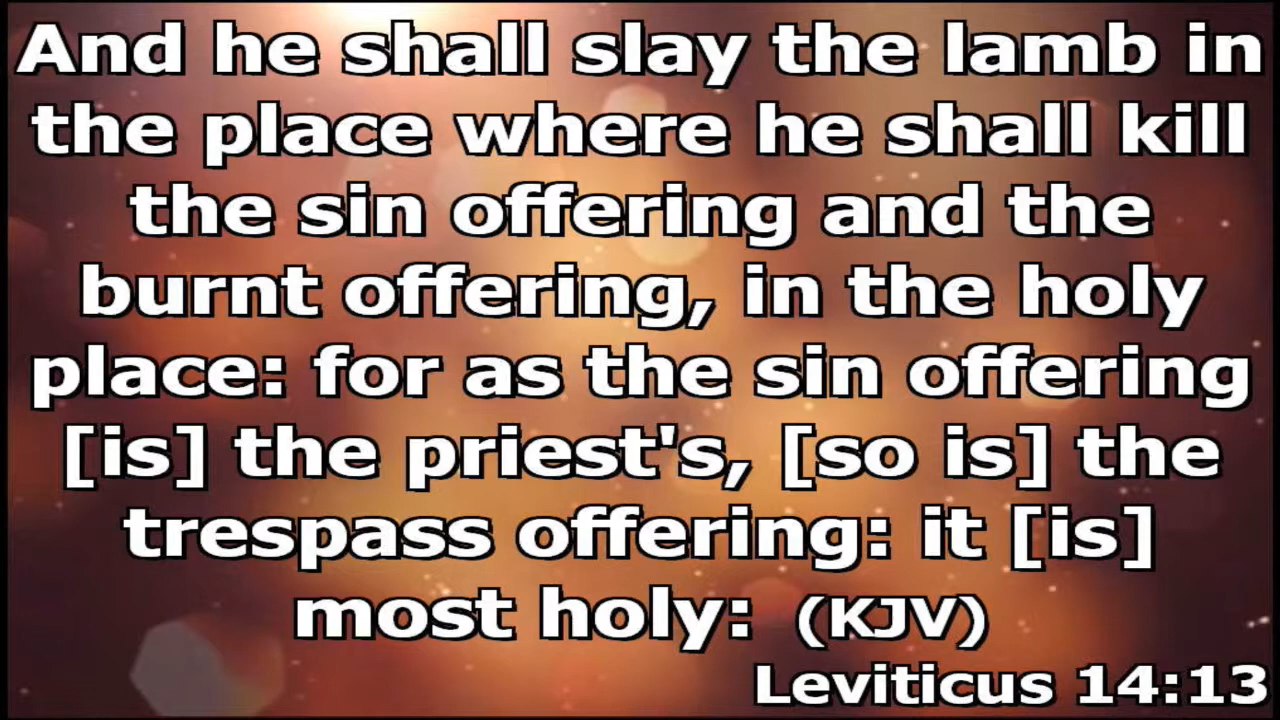 And he shall slay the lamb in
the place where he shall kill
the sin offering and the
burnt offering, in the holy
place: for as the sin offering
[is] the priest's, [so is] the
trespass offering: it [is]
most holy: (KJV)
Leviticus 14:13